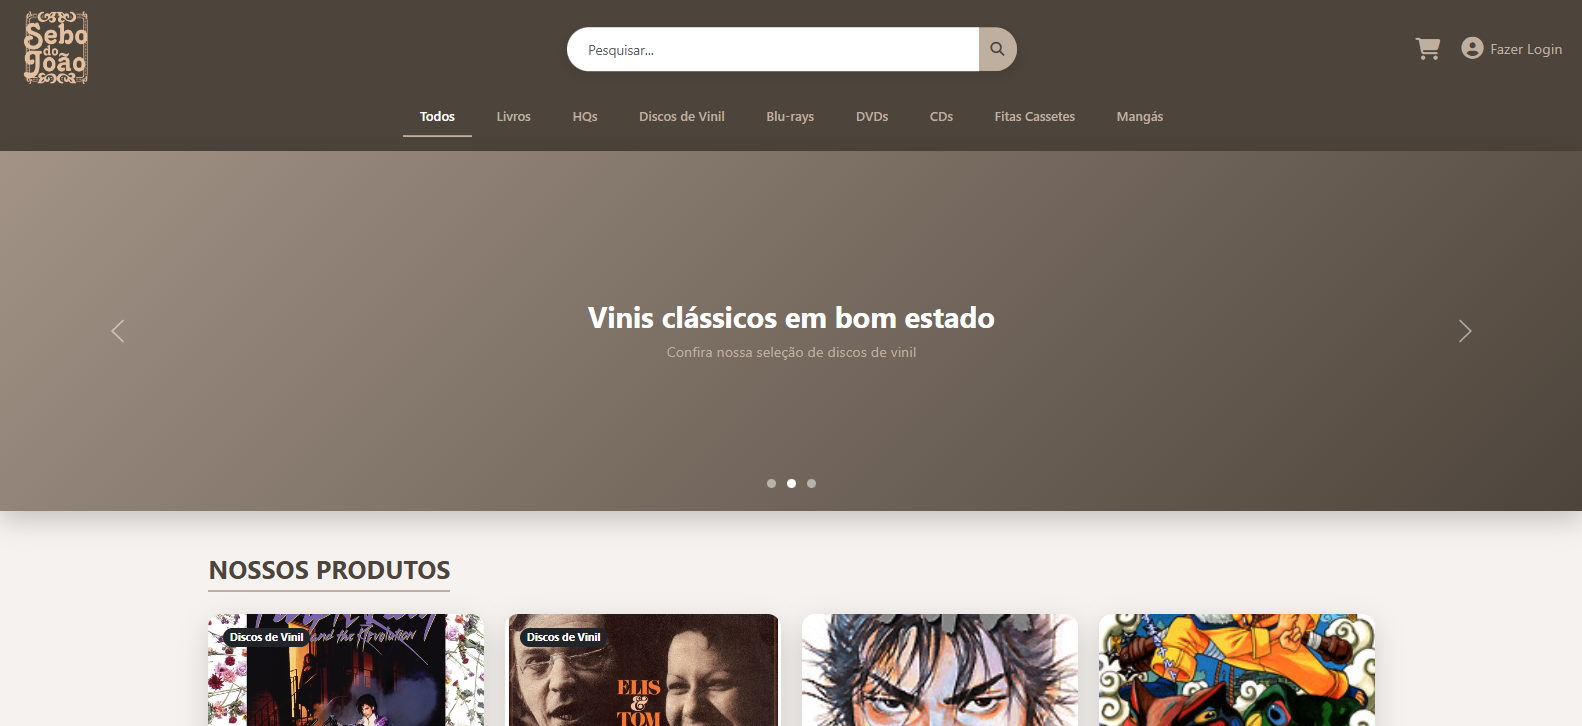 Sebo
do
João
Pesquisar...
Fazer Login
Todos Livros HQs Discos de Vinil Blu-rays DVDs CDs Fitas Cassetes Mangás
Vinis clássicos em bom estado
Confira nossa seleção de discos de vinil
NOSSOS PRODUTOS
Discos de Vinil
and the Revolution
Discos de Vinil
ELIS
&
TOM